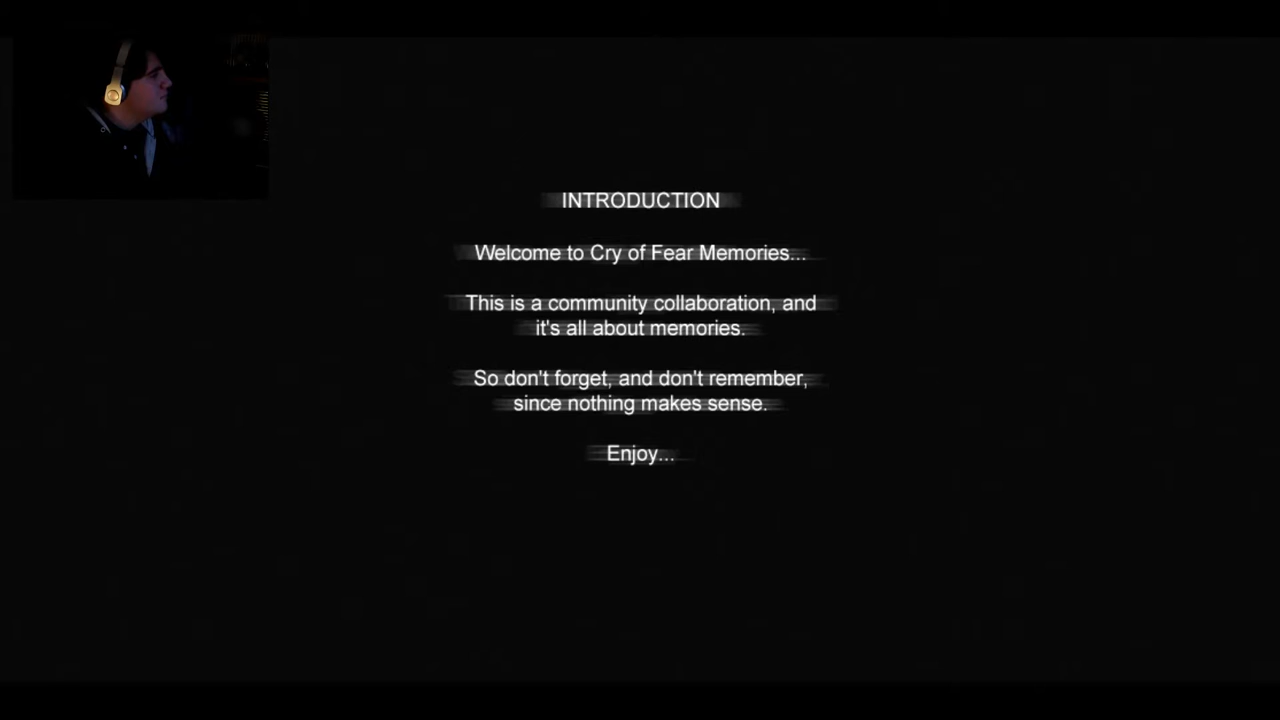 INTRODUCTION
Welcome to Cry of Fear Memories...
This is a community collaboration, and
it's all about memories.
So don't forget, and don't remember,
since nothing makes sense.
Enjoy...